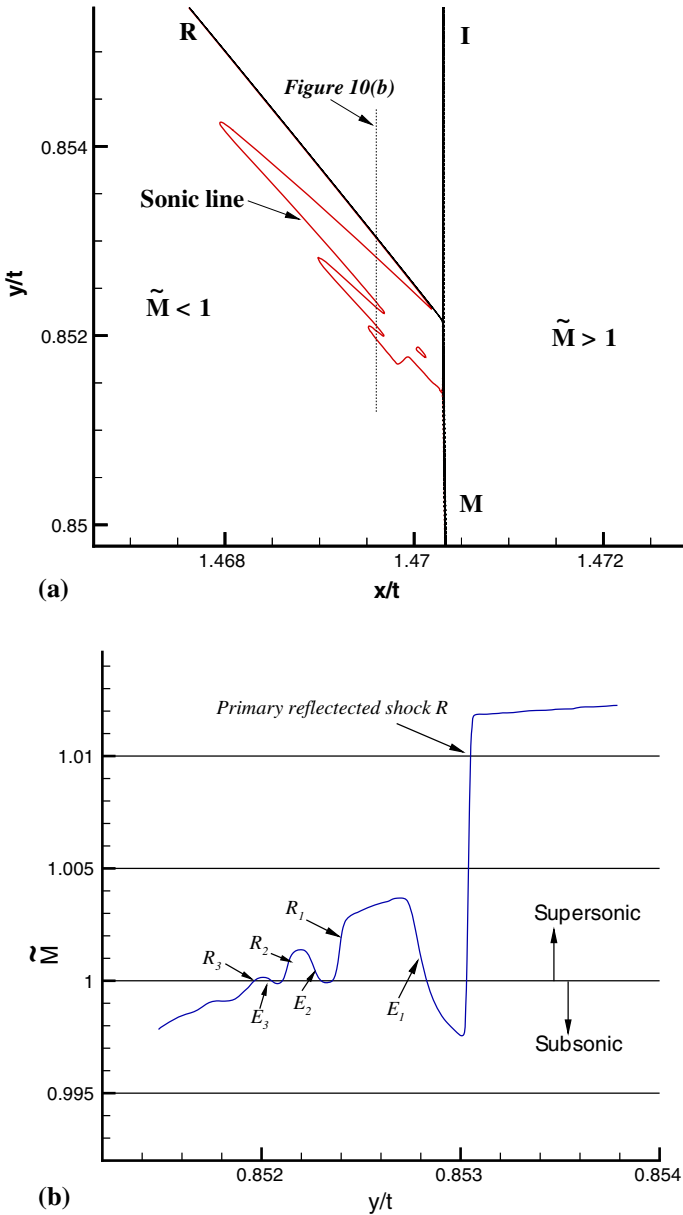 R
I
Figure 10(b)
0.854
Sonic line
y/t
M̃ < 1
0.852
M̃ > 1
M
0.85
1.468
1.47
1.472
(a)
x/t
Primary reflectected shock R
1.01
1.005
R1
Supersonic
M̃
R2
R3
1
E3
E2
E1
Subsonic
0.995
0.852
0.853
0.854
(b)
y/t